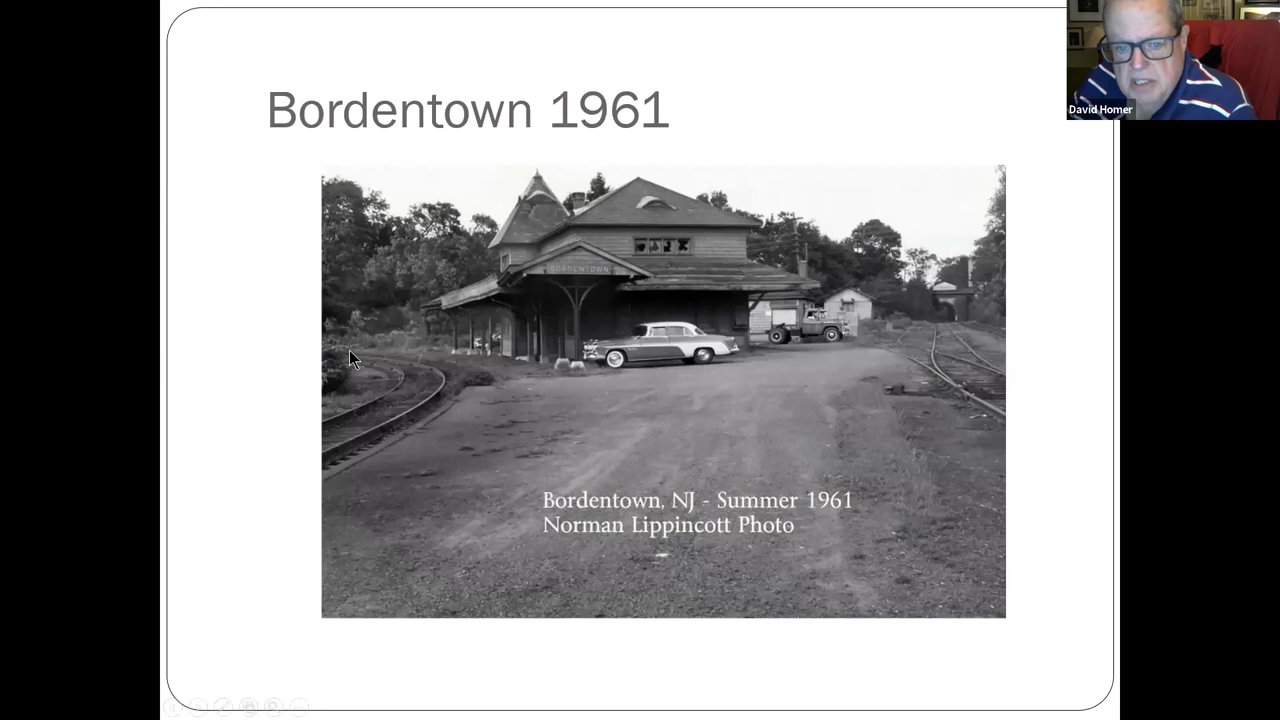 Bordentown 1961
David Homer
BORDENTOWN
Bordentown, NJ - Summer 1961
Norman Lippincott Photo